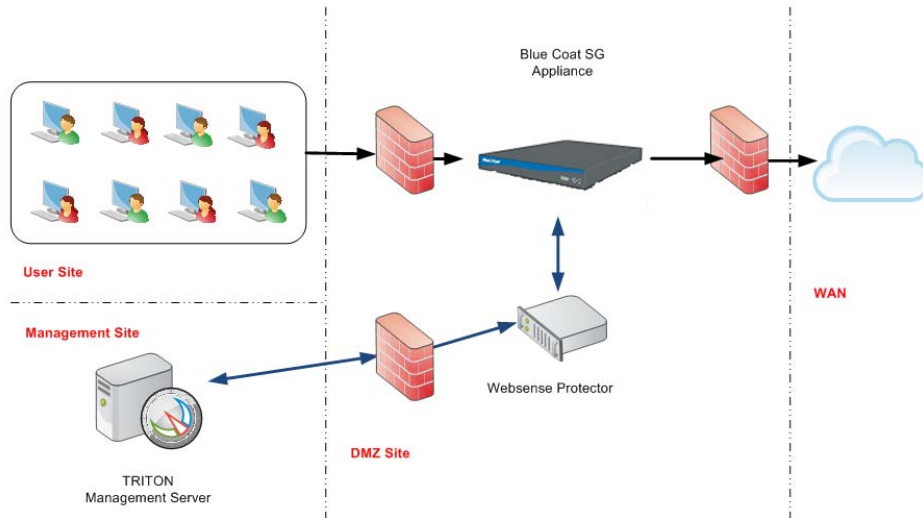 Blue Coat SG
Appliance
User Site
Management Site
WAN
Websense Protector
DMZ Site
TRITON
Management Server